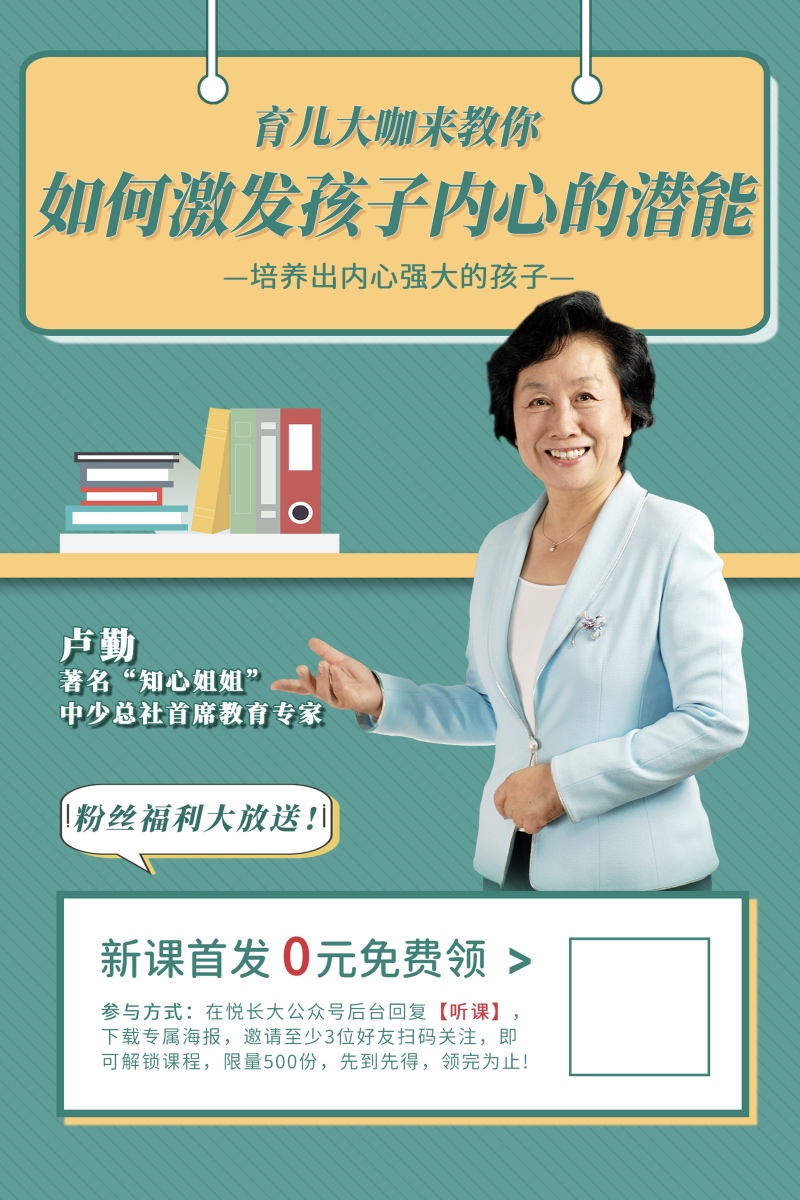 育儿大咖来教你
如何激发孩子内心的潜能
—培养出内心强大的孩子—
卢勤
著名“知心姐姐”
中少总社首席教育专家
粉丝福利大放送！
新课首发0元免费领 >
参与方式：在悦长大公众号后台回复【听课】，
下载专属海报，邀请至少3位好友扫码关注，即
可解锁课程，限量500份，先到先得，领完为止!